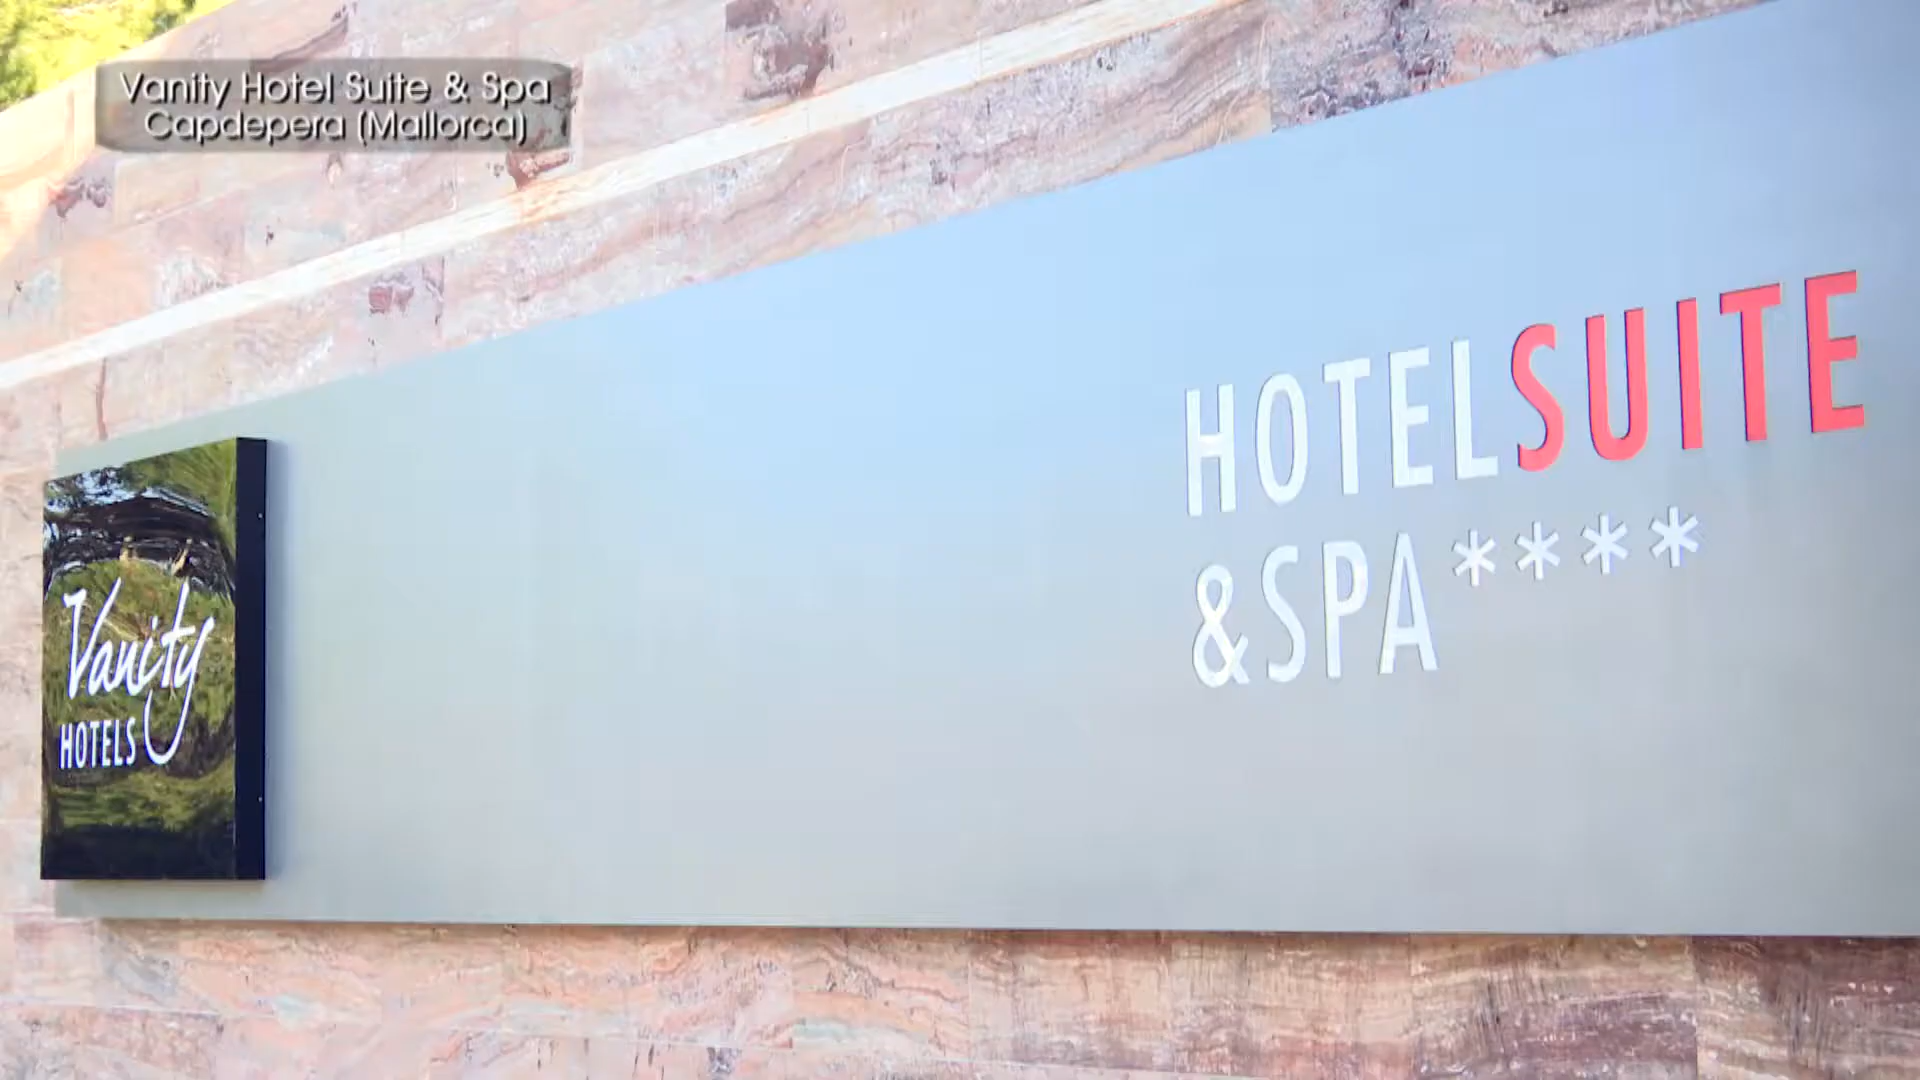 Vanity Hotel Suite & Spa
Capdepera (Mallorca)
HOTELSUITE
&SPA****
Vanity
HOTELS